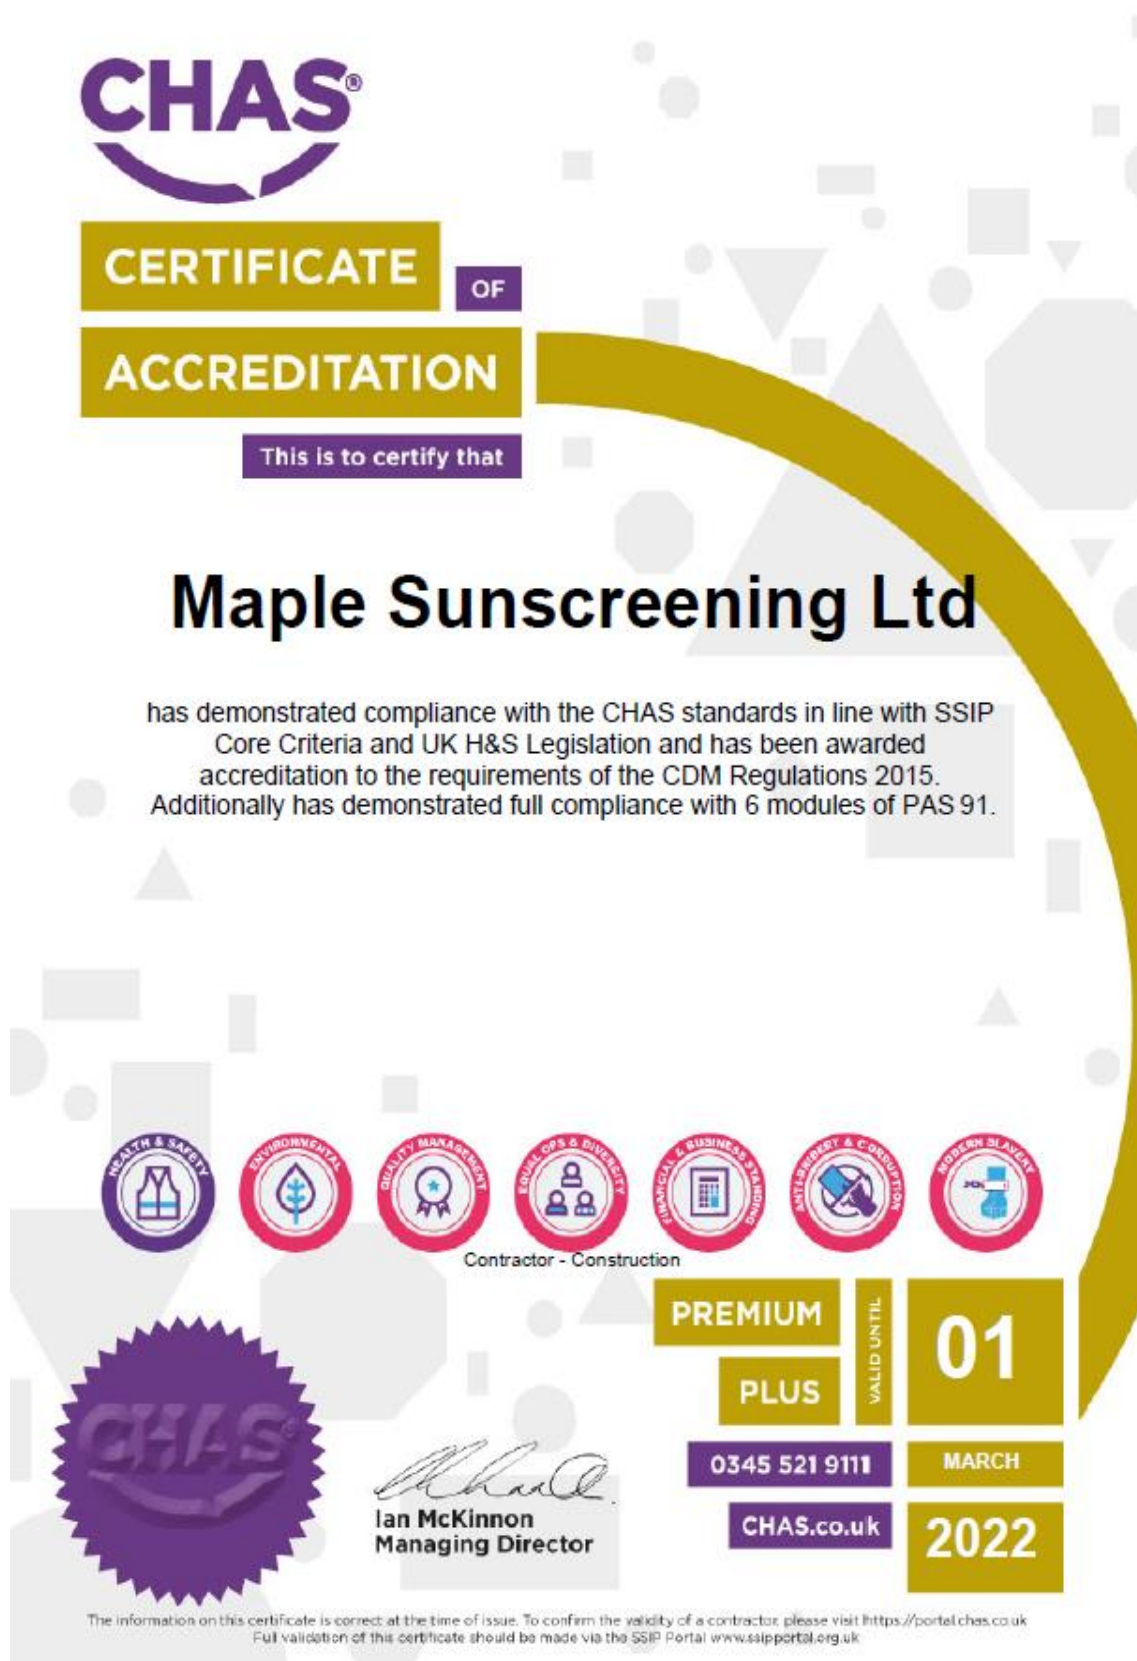 CHAS®
CERTIFICATE
OF
ACCREDITATION
This is to certify that
Maple Sunscreening Ltd
has demonstrated compliance with the CHAS standards in line with SSIP
Core Criteria and UK H&S Legislation and has been awarded
accreditation to the requirements of the CDM Regulations 2015.
Additionally has demonstrated full compliance with 6 modules of PAS 91.
HEALTH & SAFETY
ENVIRONMENTAL
QUALITY MANAGEMENT
EQUAL OPS & DIVERSITY
FINANCIAL & BUSINESS STANDING
ANTI-BRIBERY & CORRUPTION
MODERN SLAVERY
Contractor - Construction
PREMIUM
PLUS
VALID UNTIL
01
MARCH
2022
0345 521 9111
CHAS.co.uk
CHAS®
Ian McKinnon
Managing Director
The information on this certificate is correct at the time of issue. To confirm the validity of a contractor, please visit https://portal.chas.co.uk
Full validation of this certificate should be made via the SSIP Portal www.ssipportal.org.uk